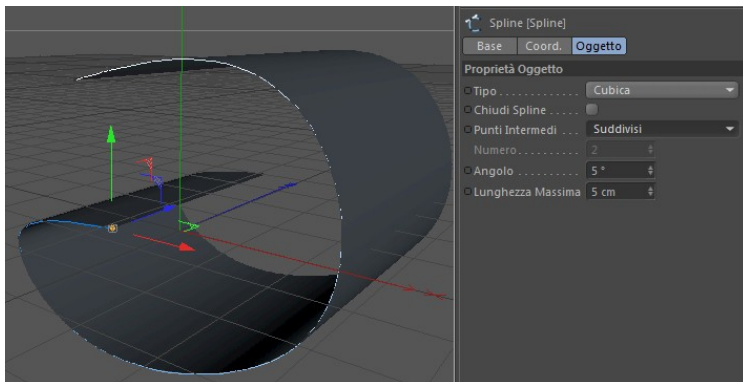 Spline [Spline]
Base Coord. Oggetto
Proprietà Oggetto
Tipo . . . . . . . . . . . . . Cubica
Chiudi Spline . . . . . .
Punti Intermedi . . . Suddivisi
Numero . . . . . . . . . . 2
Angolo . . . . . . . . . . 5 °
Lunghezza Massima 5 cm